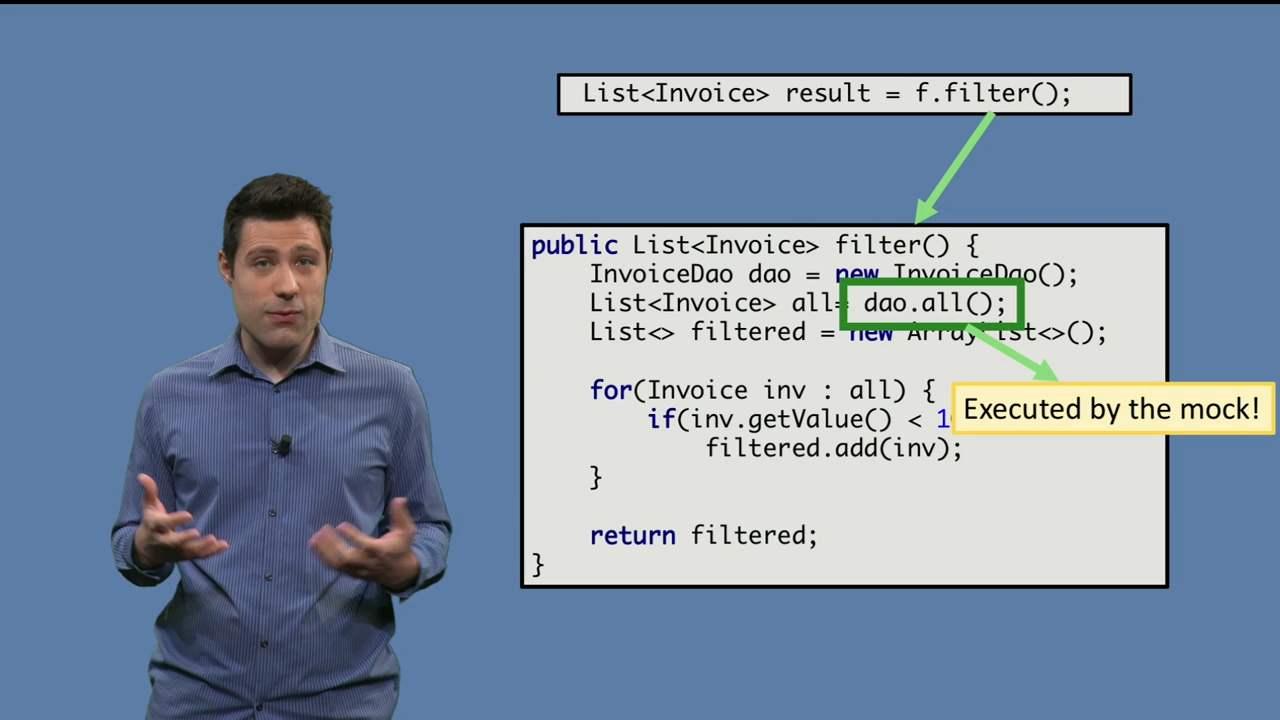 List<Invoice> result = f.filter();
public List<Invoice> filter() {
InvoiceDao dao = new InvoiceDao();
List<Invoice> all= dao.all();
List<> filtered = new ArrayList<>();
for(Invoice inv : all) {
if(inv.getValue() < 1
Executed by the mock!
filtered.add(inv);
}
return filtered;
}